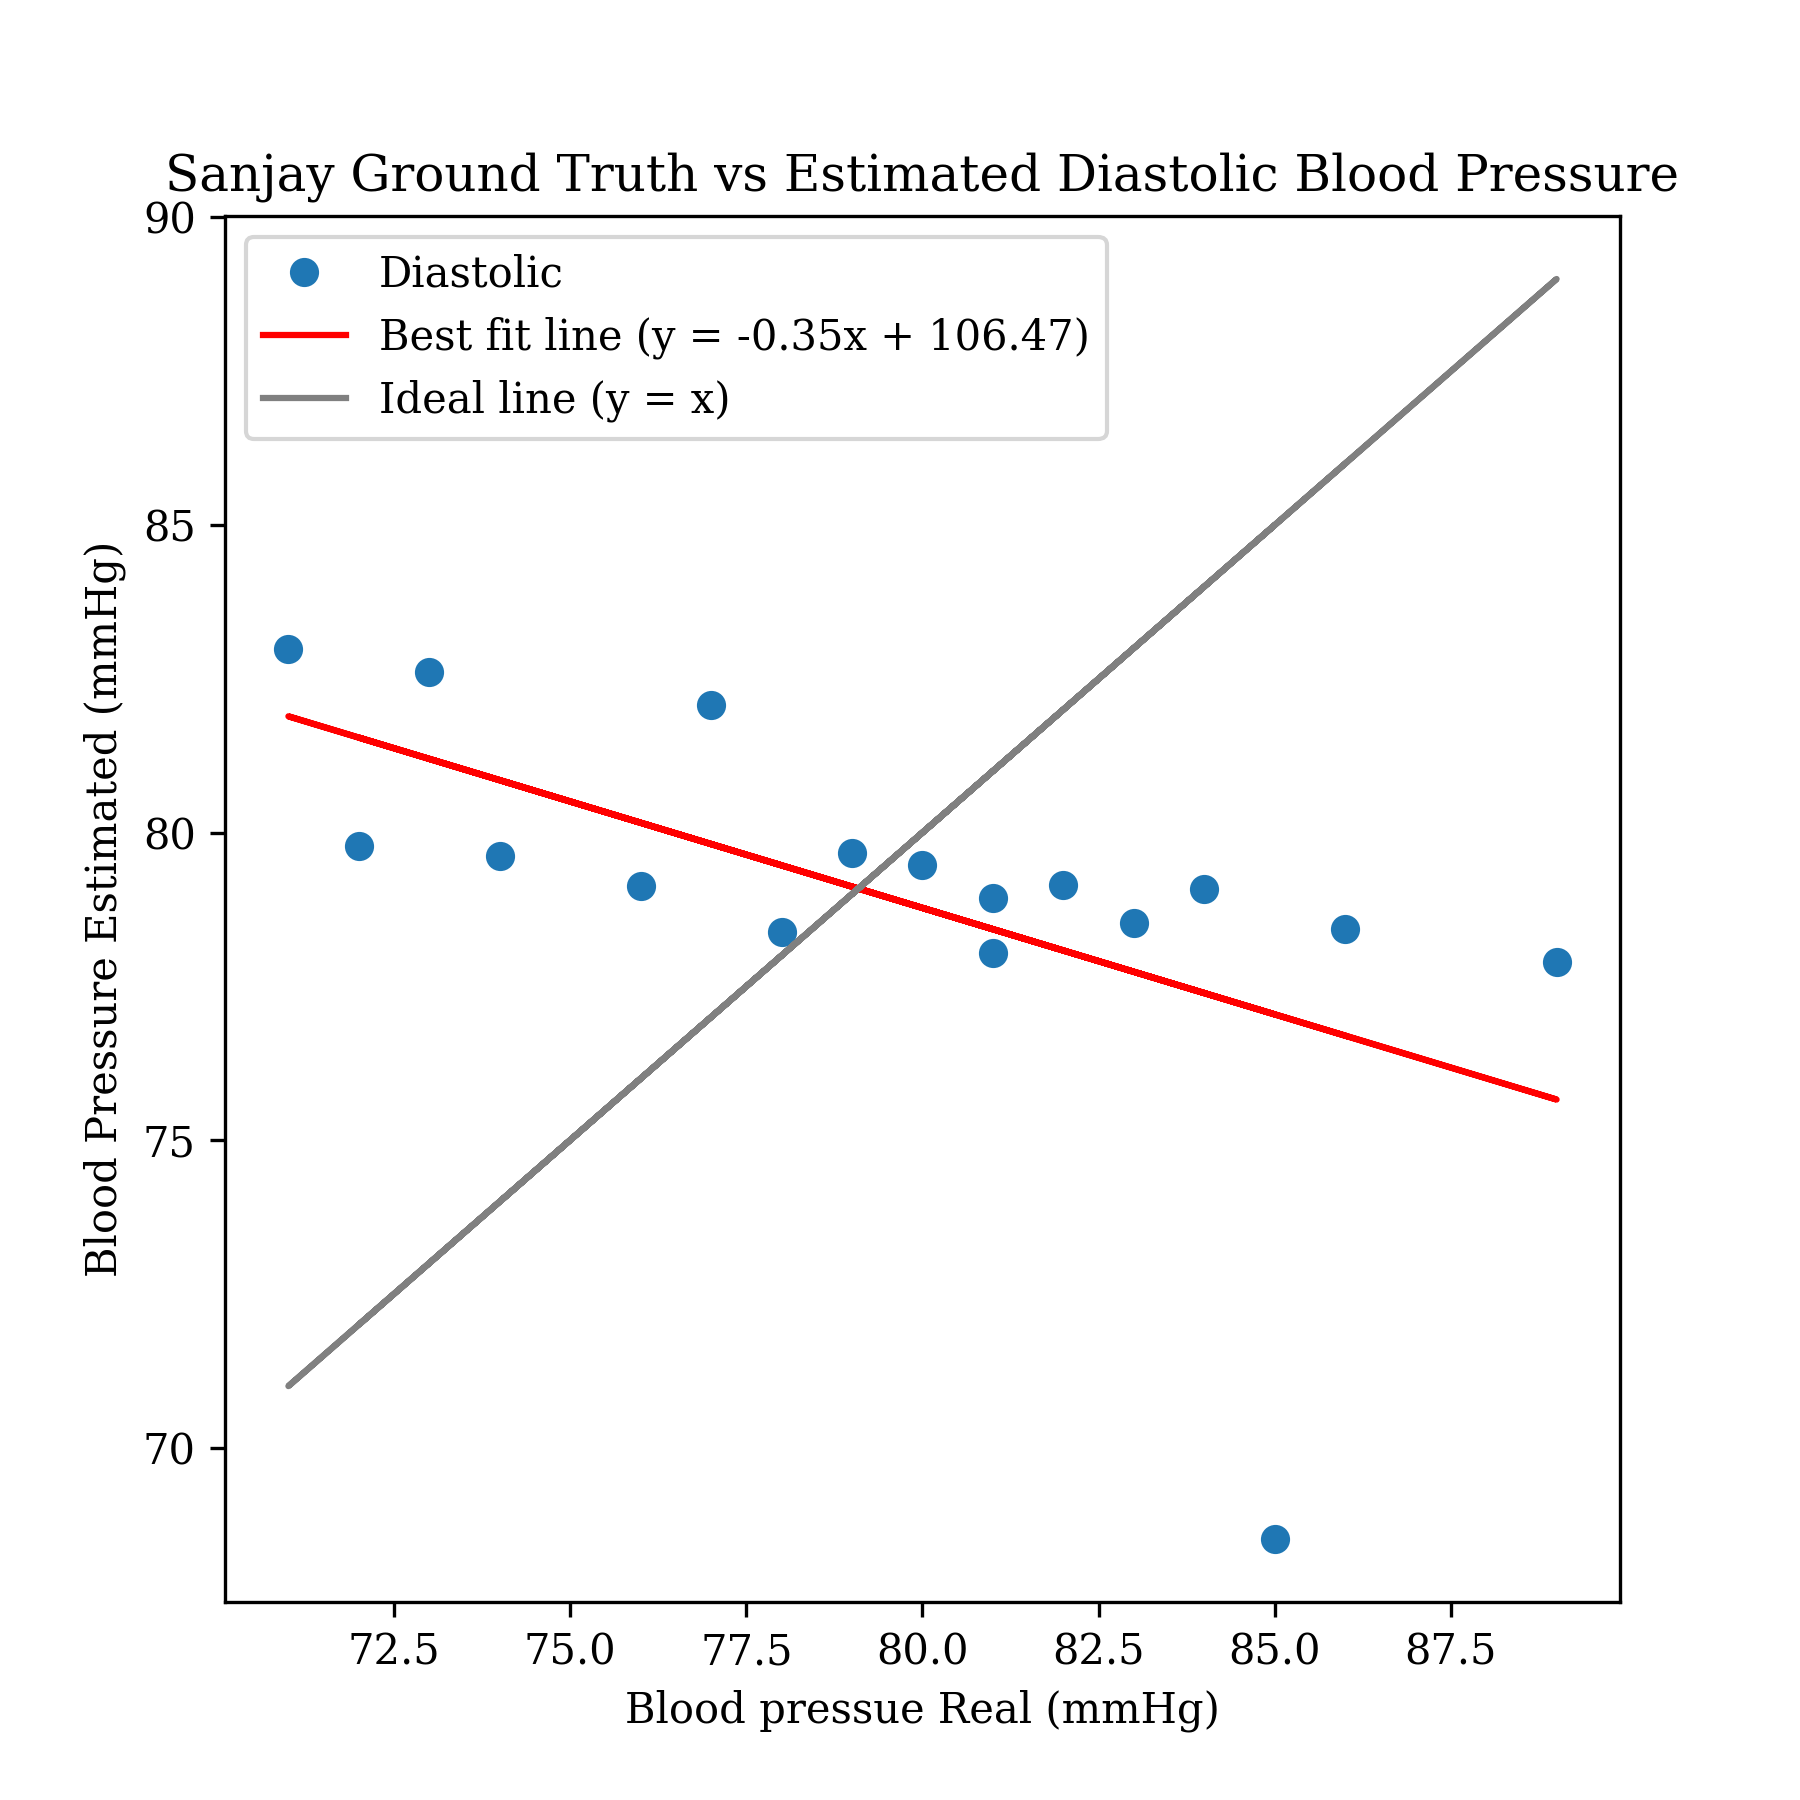 Sanjay Ground Truth vs Estimated Diastolic Blood Pressure
Diastolic
Best fit line (y = -0.35x + 106.47)
Ideal line (y = x)
90
85
80
75
70
Blood Pressure Estimated (mmHg)
72.5 75.0 77.5 80.0 82.5 85.0 87.5
Blood pressue Real (mmHg)